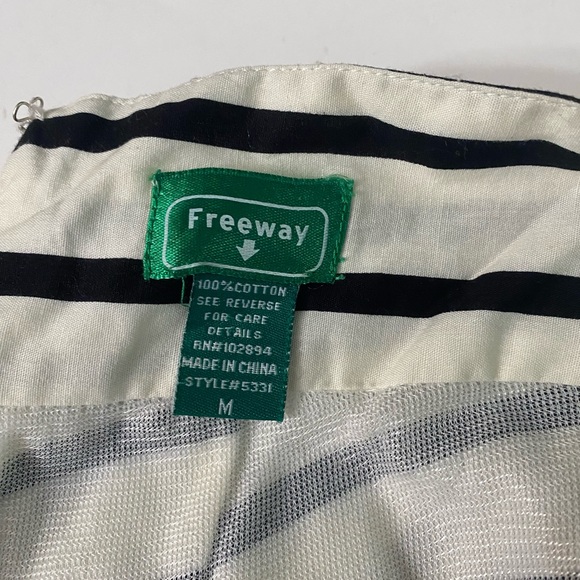 Freeway
100%COTTON
SEE REVERSE
FOR CARE
DETAILS
RN#102894
MADE IN CHINA
STYLE#5331
M